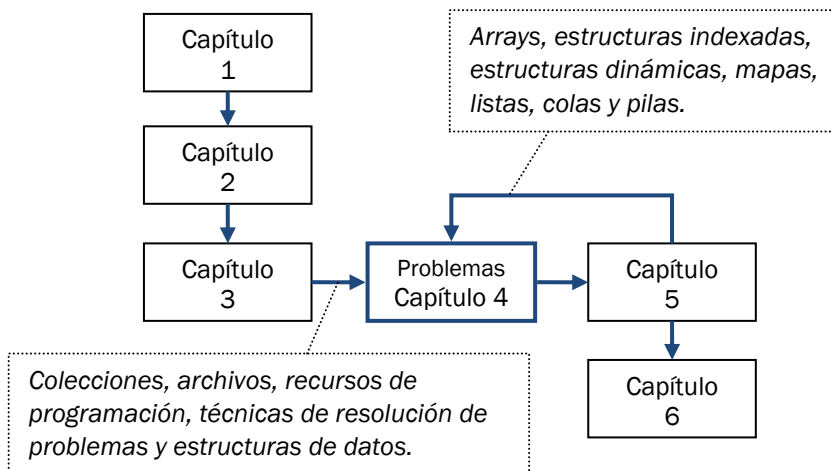 Capítulo
1
Arrays, estructuras indexadas,
estructuras dinámicas, mapas,
listas, colas y pilas.
Capítulo
2
Capítulo
3
Problemas
Capítulo 4
Capítulo
5
Colecciones, archivos, recursos de
programación, técnicas de resolución de
problemas y estructuras de datos.
Capítulo
6